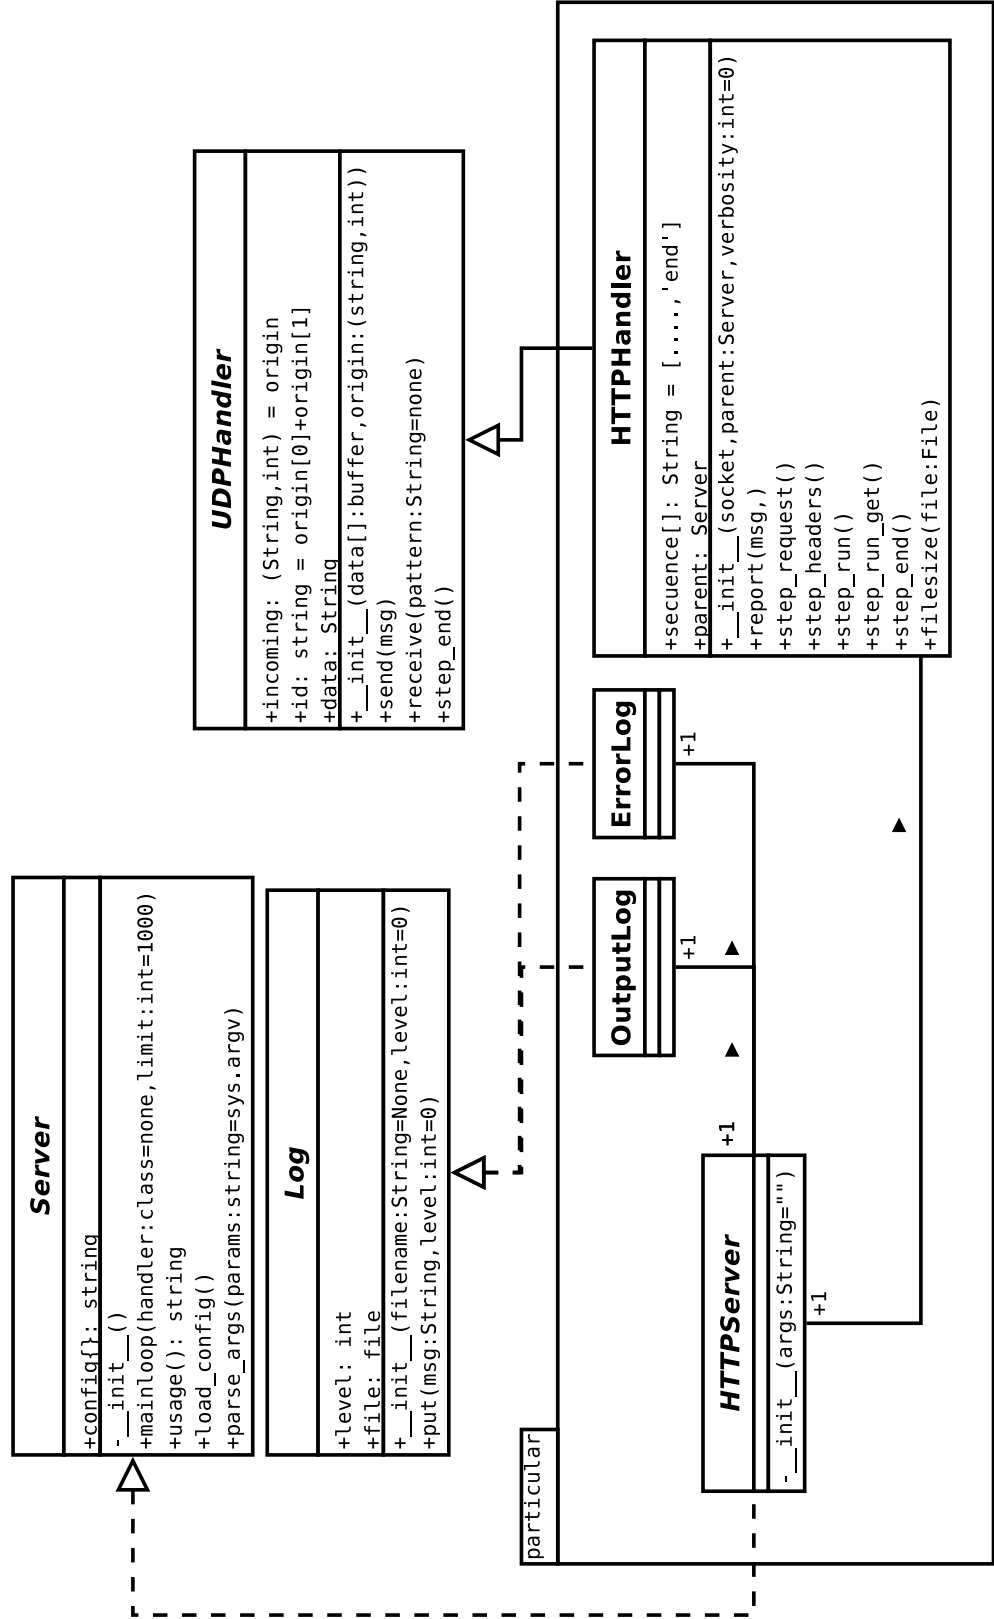 Server
+config{}: string
-__init__()
+mainloop(handler:class=none,limit:int=1000)
+usage(): string
+load_config()
+parse_args(params:string=sys.argv)
UDPHandler
+incoming: (String,int) = origin
+id: string = origin[0]+origin[1]
+data: String
+__init__(data[]:buffer,origin:(string,int))
+send(msg)
+receive(pattern:String=none)
+step_end()
Log
+level: int
+file: file
+__init__(filename:String=None,level:int=0)
+put(msg:String,level:int=0)
particular
OutputLog
+1
ErrorLog
+1
HTTPHandler
+secuence[]: String = [....,'end']
+parent: Server
+__init__(socket,parent:Server,verbosity:int=0)
+report(msg,)
+step_request()
+step_headers()
+step_run()
+step_run_get()
+step_end()
+filesize(file:File)
HTTPServer
+1
-__init__(args:String="")
+1